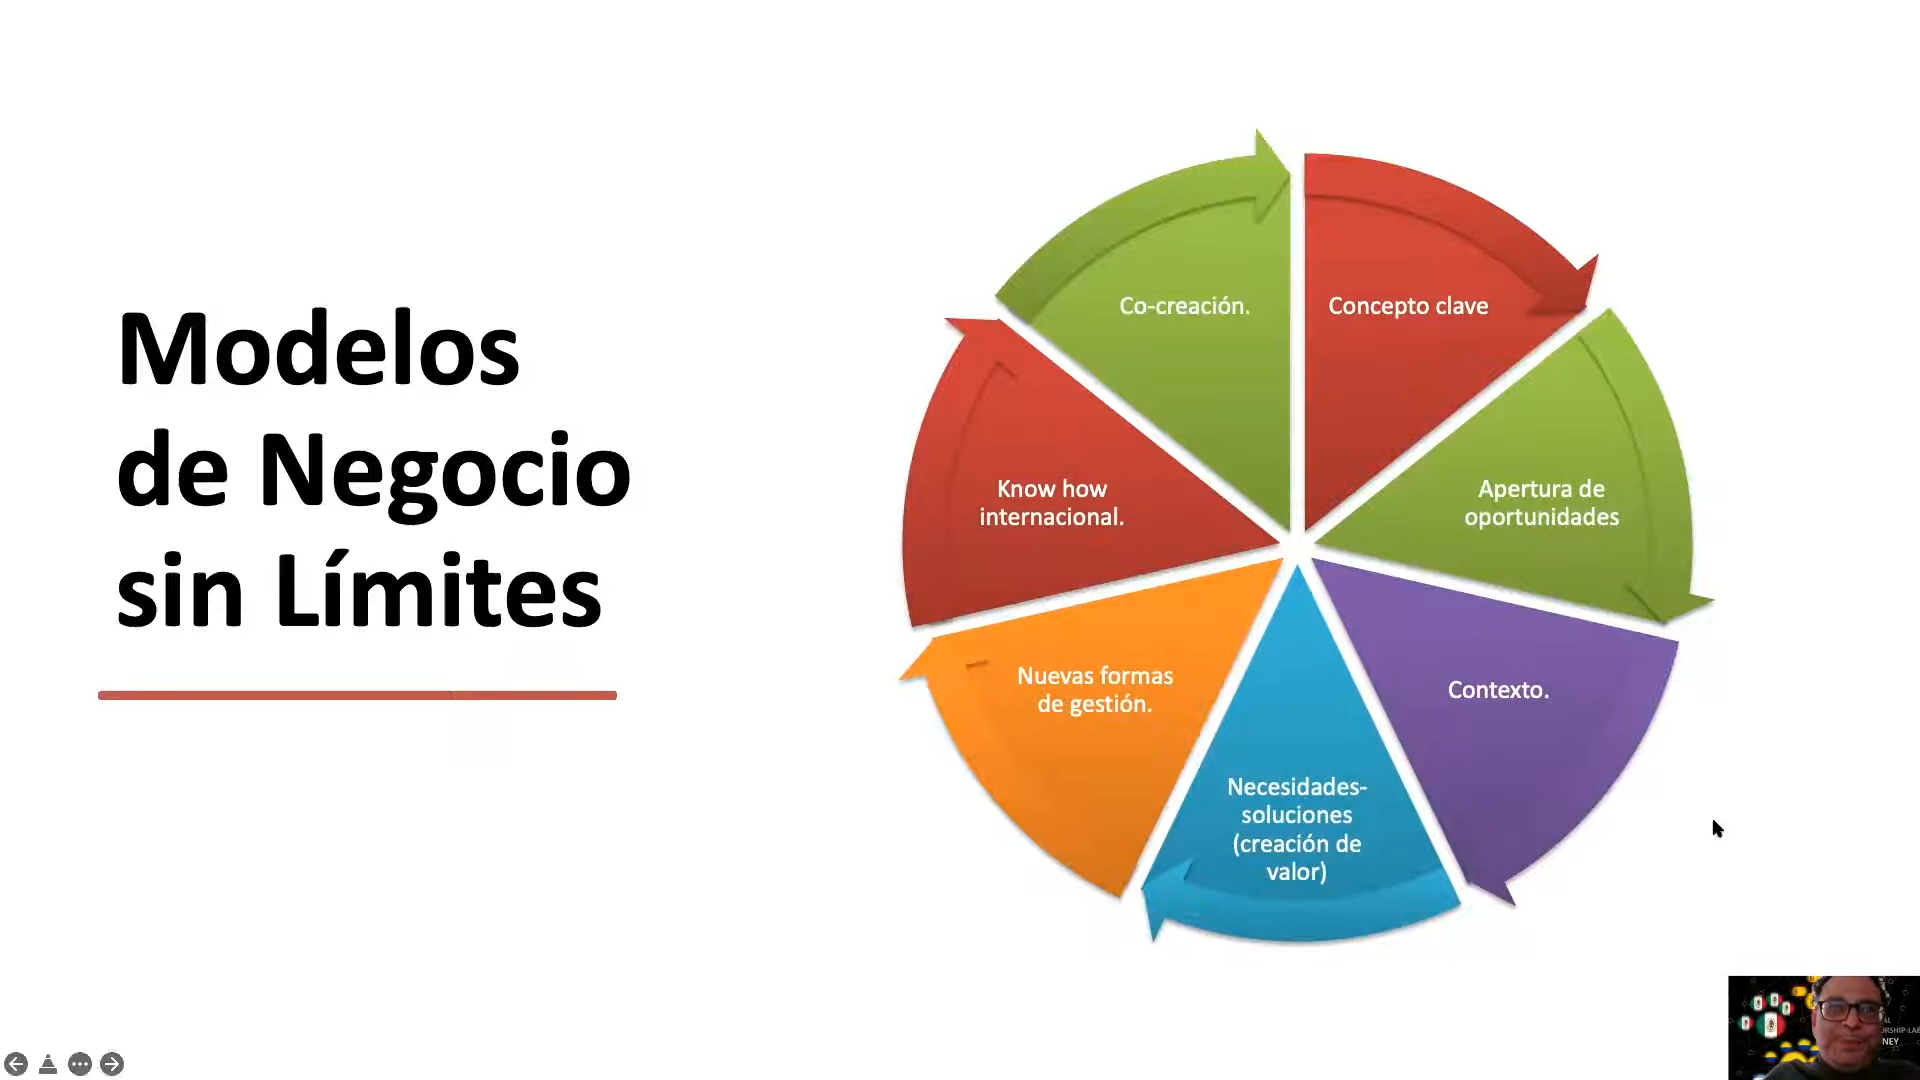 Modelos
de Negocio
sin Límites
Co-creación.
Concepto clave
Know how
internacional.
Apertura de
oportunidades
Nuevas formas
de gestión.
Contexto.
Necesidades-
soluciones
(creación de
valor)
NEY